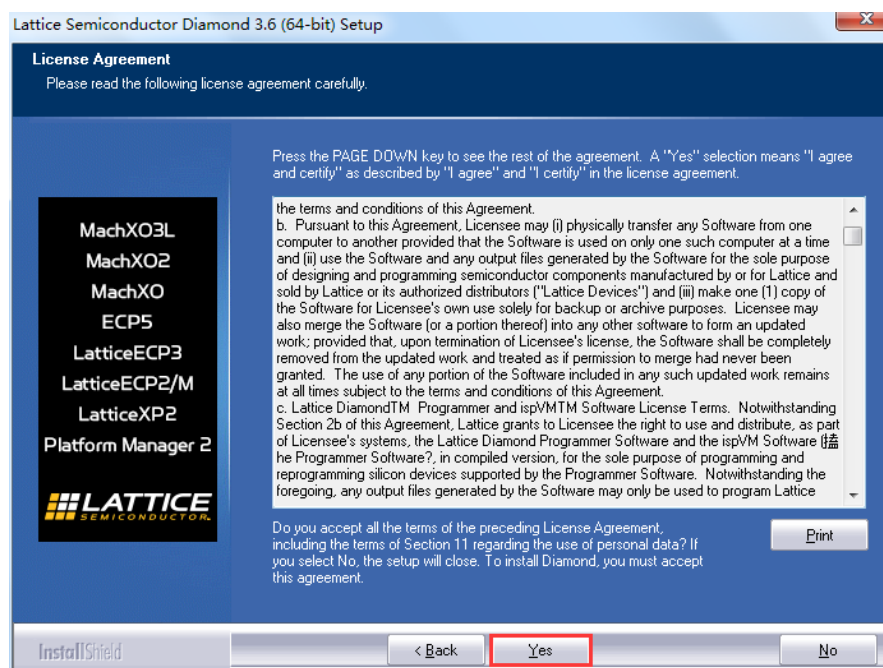 Lattice Semiconductor Diamond 3.6 (64-bit) Setup
License Agreement
Please read the following license agreement carefully.
Press the PAGE DOWN key to see the rest of the agreement. A "Yes" selection means "I agree
and certify" as described by "I agree" and "I certify" in the license agreement.
MachXO3L
MachXO2
MachXO
ECP5
LatticeECP3
LatticeECP2/M
LatticeXP2
Platform Manager 2
LATTICE
SEMICONDUCTOR.
the terms and conditions of this Agreement.
b. Pursuant to this Agreement, Licensee may (i) physically transfer any Software from one
computer to another provided that the Software is used on only one such computer at a time
and (ii) use the Software and any output files generated by the Software for the sole purpose
of designing and programming semiconductor components manufactured by or for Lattice and
sold by Lattice or its authorized distributors ("Lattice Devices") and (iii) make one (1) copy of
the Software for Licensee's own use solely for backup or archive purposes. Licensee may
also merge the Software (or a portion thereof) into any other software to form an updated
work; provided that, upon termination of Licensee's license, the Software shall be completely
removed from the updated work and treated as if permission to merge had never been
granted. The use of any portion of the Software included in any such updated work remains
at all times subject to the terms and conditions of this Agreement.
c. Lattice DiamondTM Programmer and ispVMTM Software License Terms. Notwithstanding
Section 2b of this Agreement, Lattice grants to Licensee the right to use and distribute, as part
of Licensee's systems, the Lattice Diamond Programmer Software and the ispVM Software (搕
he Programmer Software?, in compiled version, for the sole purpose of programming and
reprogramming silicon devices supported by the Programmer Software. Notwithstanding the
foregoing, any output files generated by the Software may only be used to program Lattice
Do you accept all the terms of the preceding License Agreement,
including the terms of Section 11 regarding the use of personal data? If
you select No, the setup will close. To install Diamond, you must accept
this agreement.
Print
InstallShield
< Back
Yes
No